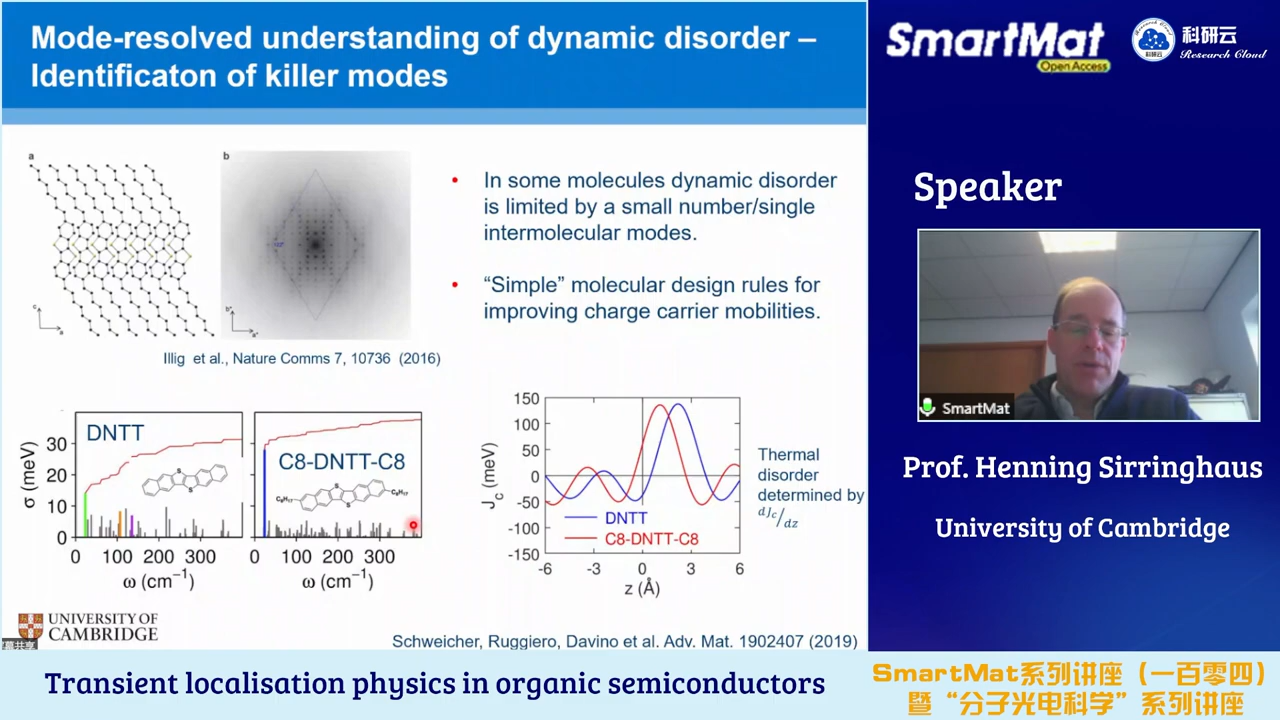 Mode-resolved understanding of dynamic disorder –
Identificaton of killer modes
a
b
c
a
b*
a*
Illig et al., Nature Comms 7, 10736 (2016)
• In some molecules dynamic disorder
is limited by a small number/single
intermolecular modes.
• “Simple” molecular design rules for
improving charge carrier mobilities.
σ (meV)
30
20
10
0
DNTT
S
S
0 100 200 300
ω (cm⁻¹)
C8-DNTT-C8
C₈H₁₇
S
S
C₈H₁₇
0 100 200 300
ω (cm⁻¹)
J_c (meV)
150
100
50
0
-50
-100
-150
DNTT
C8-DNTT-C8
-6 -3 0 3 6
z (Å)
Thermal
disorder
determined by
dJ_c/dz
UNIVERSITY OF
CAMBRIDGE
Schweicher, Ruggiero, Davino et al. Adv. Mat. 1902407 (2019)
Transient localisation physics in organic semiconductors
SmartMat
Open Access
科研云
Research Cloud
Speaker
SmartMat
Prof. Henning Sirringhaus
University of Cambridge
SmartMat系列讲座（一百零四）
暨“分子光电科学”系列讲座